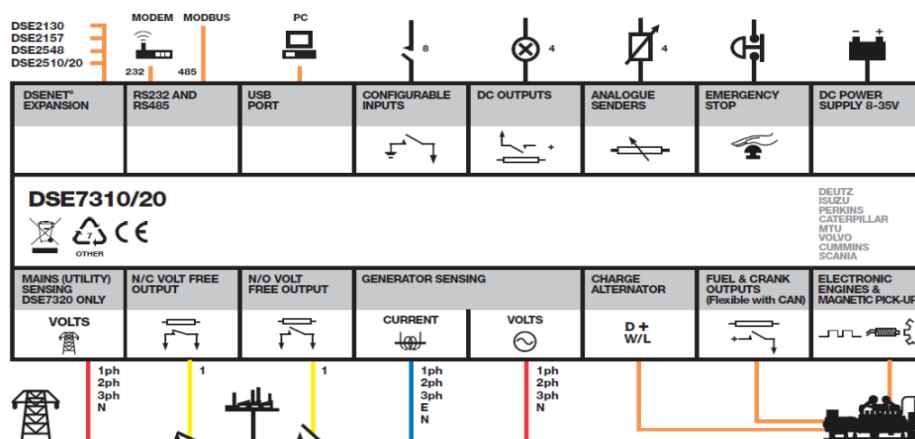 DSE2130
DSE2157
DSE2548
DSE2510/20
MODEM
MODBUS
PC
232
485
8
4
4
- +
DSENET®
EXPANSION
RS232 AND
RS485
USB
PORT
CONFIGURABLE
INPUTS
DC OUTPUTS
ANALOGUE
SENDERS
EMERGENCY
STOP
DC POWER
SUPPLY 8-35V
+
DSE7310/20
7
OTHER
CE
DEUTZ
ISUZU
PERKINS
CATERPILLAR
MTU
VOLVO
CUMMINS
SCANIA
MAINS (UTILITY)
SENSING
DSE7320 ONLY
N/C VOLT FREE
OUTPUT
N/O VOLT
FREE OUTPUT
GENERATOR SENSING
CHARGE
ALTERNATOR
FUEL & CRANK
OUTPUTS
(Flexible with CAN)
ELECTRONIC
ENGINES &
MAGNETIC PICK-UP
VOLTS
CURRENT
VOLTS
D+
W/L
+
1ph
2ph
3ph
N
1
1
1ph
2ph
3ph
E
N
1ph
2ph
3ph
N